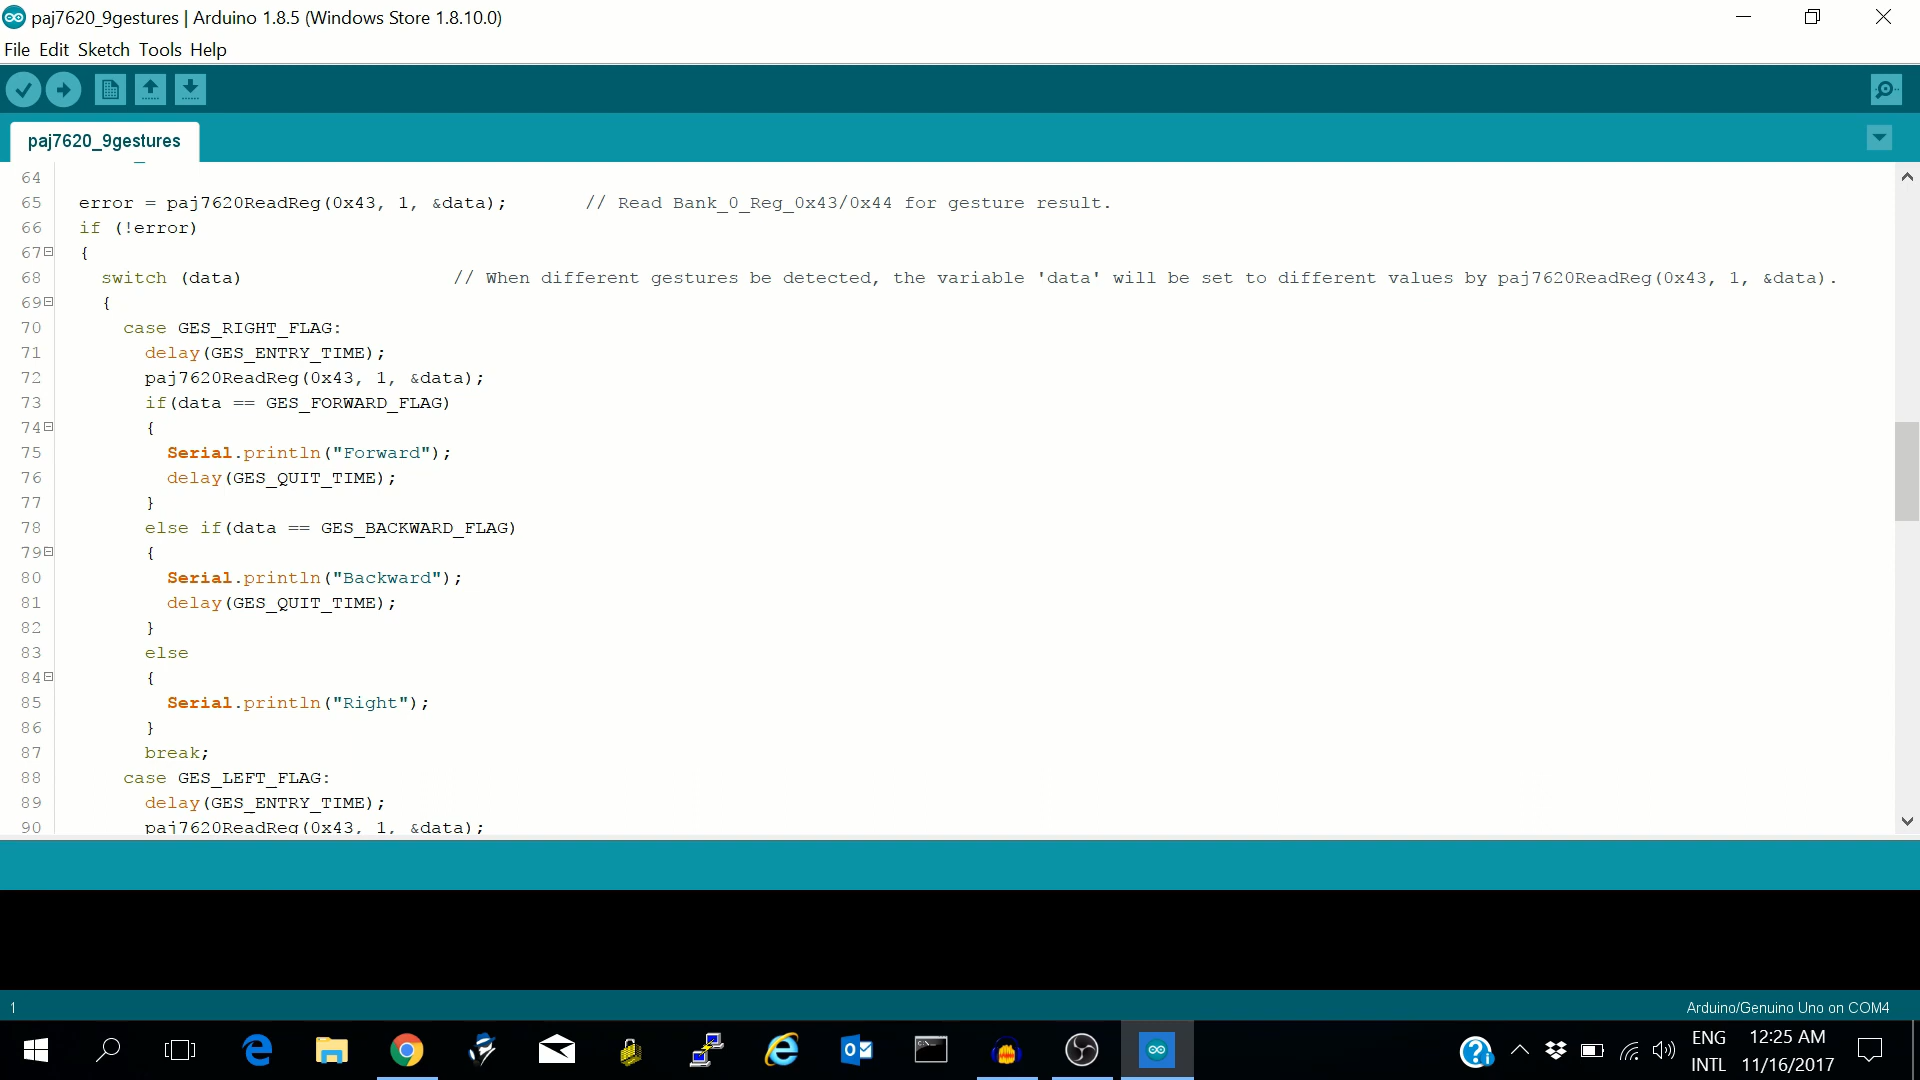 paj7620_9gestures | Arduino 1.8.5 (Windows Store 1.8.10.0)
File Edit Sketch Tools Help
paj7620_9gestures
64
65 error = paj7620ReadReg(0x43, 1, &data); // Read Bank_0_Reg_0x43/0x44 for gesture result.
66 if (!error)
67 {
68 switch (data) // When different gestures be detected, the variable 'data' will be set to different values by paj7620ReadReg(0x43, 1, &data).
69 {
70 case GES_RIGHT_FLAG:
71 delay(GES_ENTRY_TIME);
72 paj7620ReadReg(0x43, 1, &data);
73 if(data == GES_FORWARD_FLAG)
74 {
75 Serial.println("Forward");
76 delay(GES_QUIT_TIME);
77 }
78 else if(data == GES_BACKWARD_FLAG)
79 {
80 Serial.println("Backward");
81 delay(GES_QUIT_TIME);
82 }
83 else
84 {
85 Serial.println("Right");
86 }
87 break;
88 case GES_LEFT_FLAG:
89 delay(GES_ENTRY_TIME);
90 paj7620ReadReg(0x43, 1, &data);
1
Arduino/Genuino Uno on COM4
ENG 12:25 AM
INTL 11/16/2017